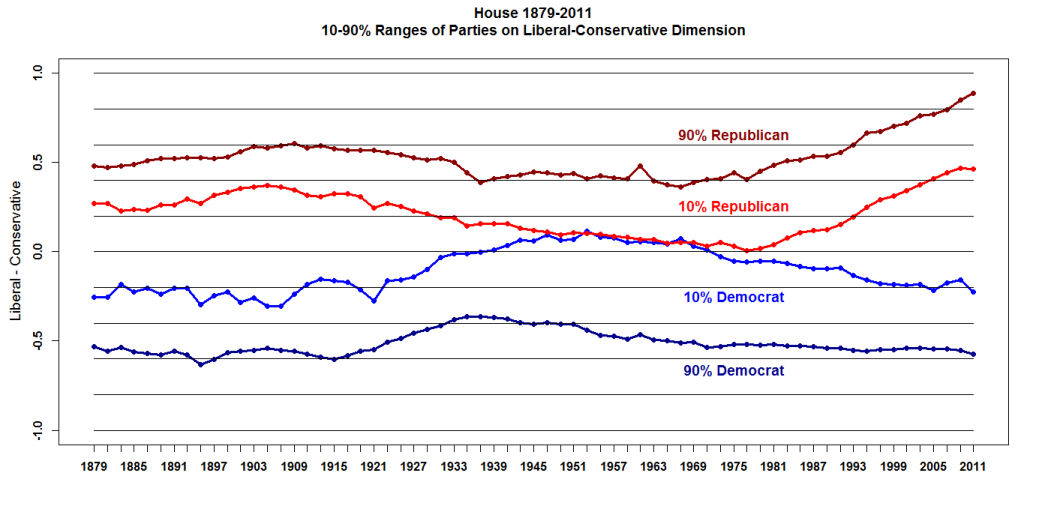 House 1879-2011
10-90% Ranges of Parties on Liberal-Conservative Dimension
Liberal - Conservative
1.0
0.5
0.0
-0.5
-1.0
90% Republican
10% Republican
10% Democrat
90% Democrat
1879 1885 1891 1897 1903 1909 1915 1921 1927 1933 1939 1945 1951 1957 1963 1969 1975 1981 1987 1993 1999 2005 2011